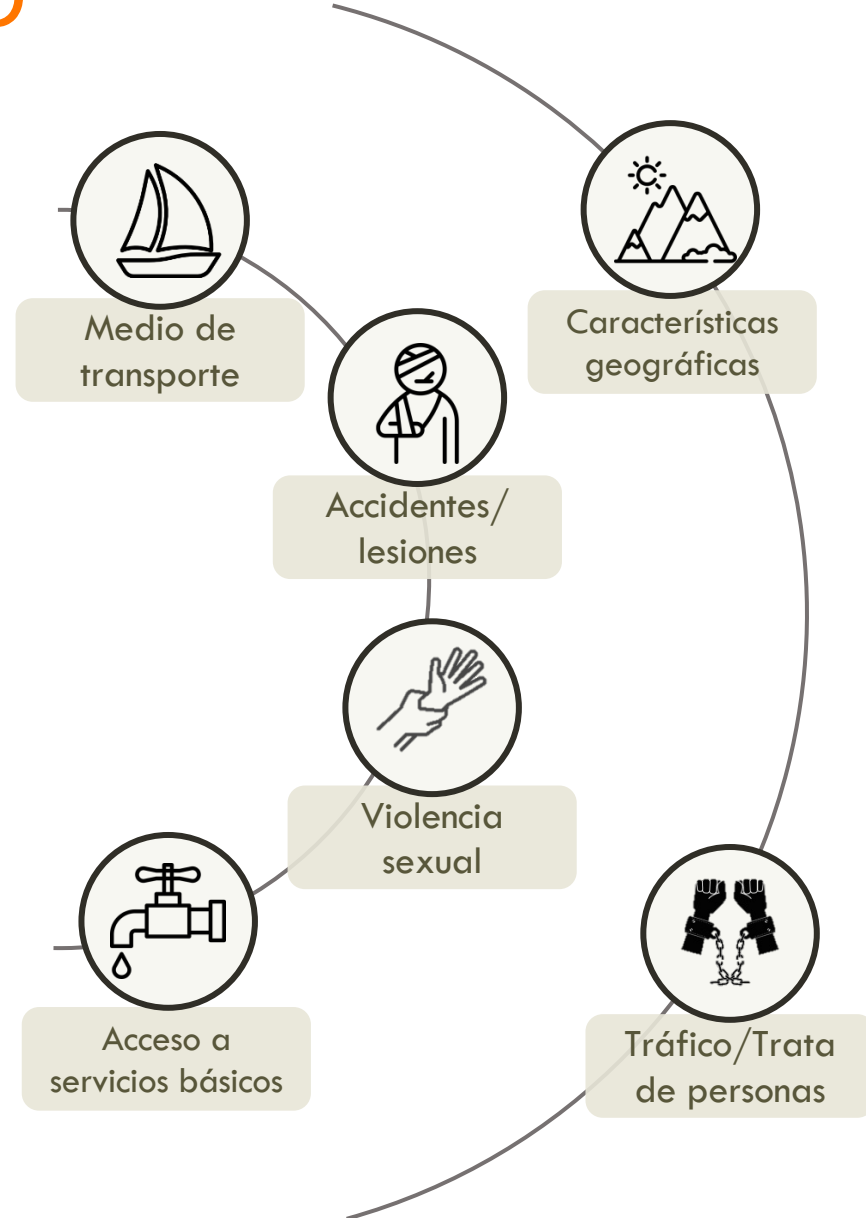 Medio de
transporte
Características
geográficas
Accidentes/
lesiones
Violencia
sexual
Acceso a
servicios básicos
Tráfico/Trata
de personas